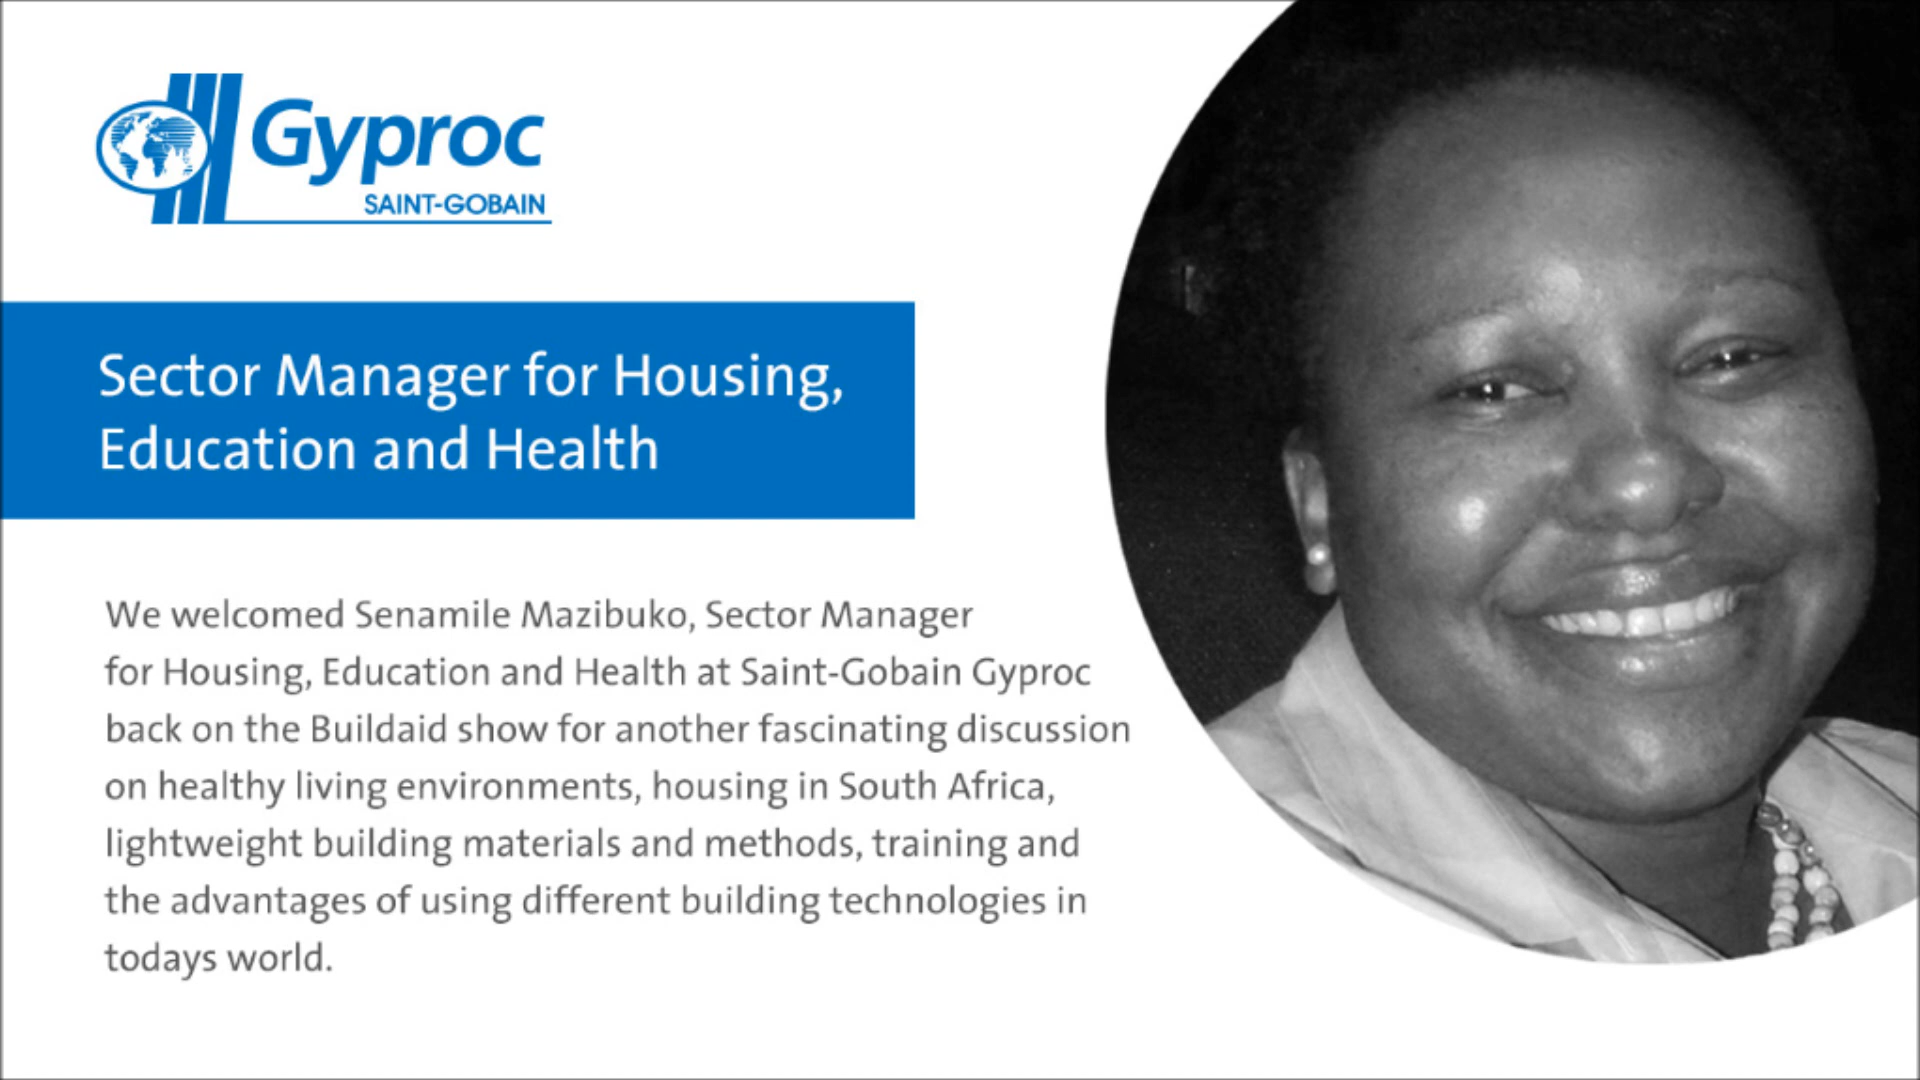 Gyproc
SAINT-GOBAIN
Sector Manager for Housing,
Education and Health
We welcomed Senamile Mazibuko, Sector Manager
for Housing, Education and Health at Saint-Gobain Gyproc
back on the Buildaid show for another fascinating discussion
on healthy living environments, housing in South Africa,
lightweight building materials and methods, training and
the advantages of using different building technologies in
todays world.